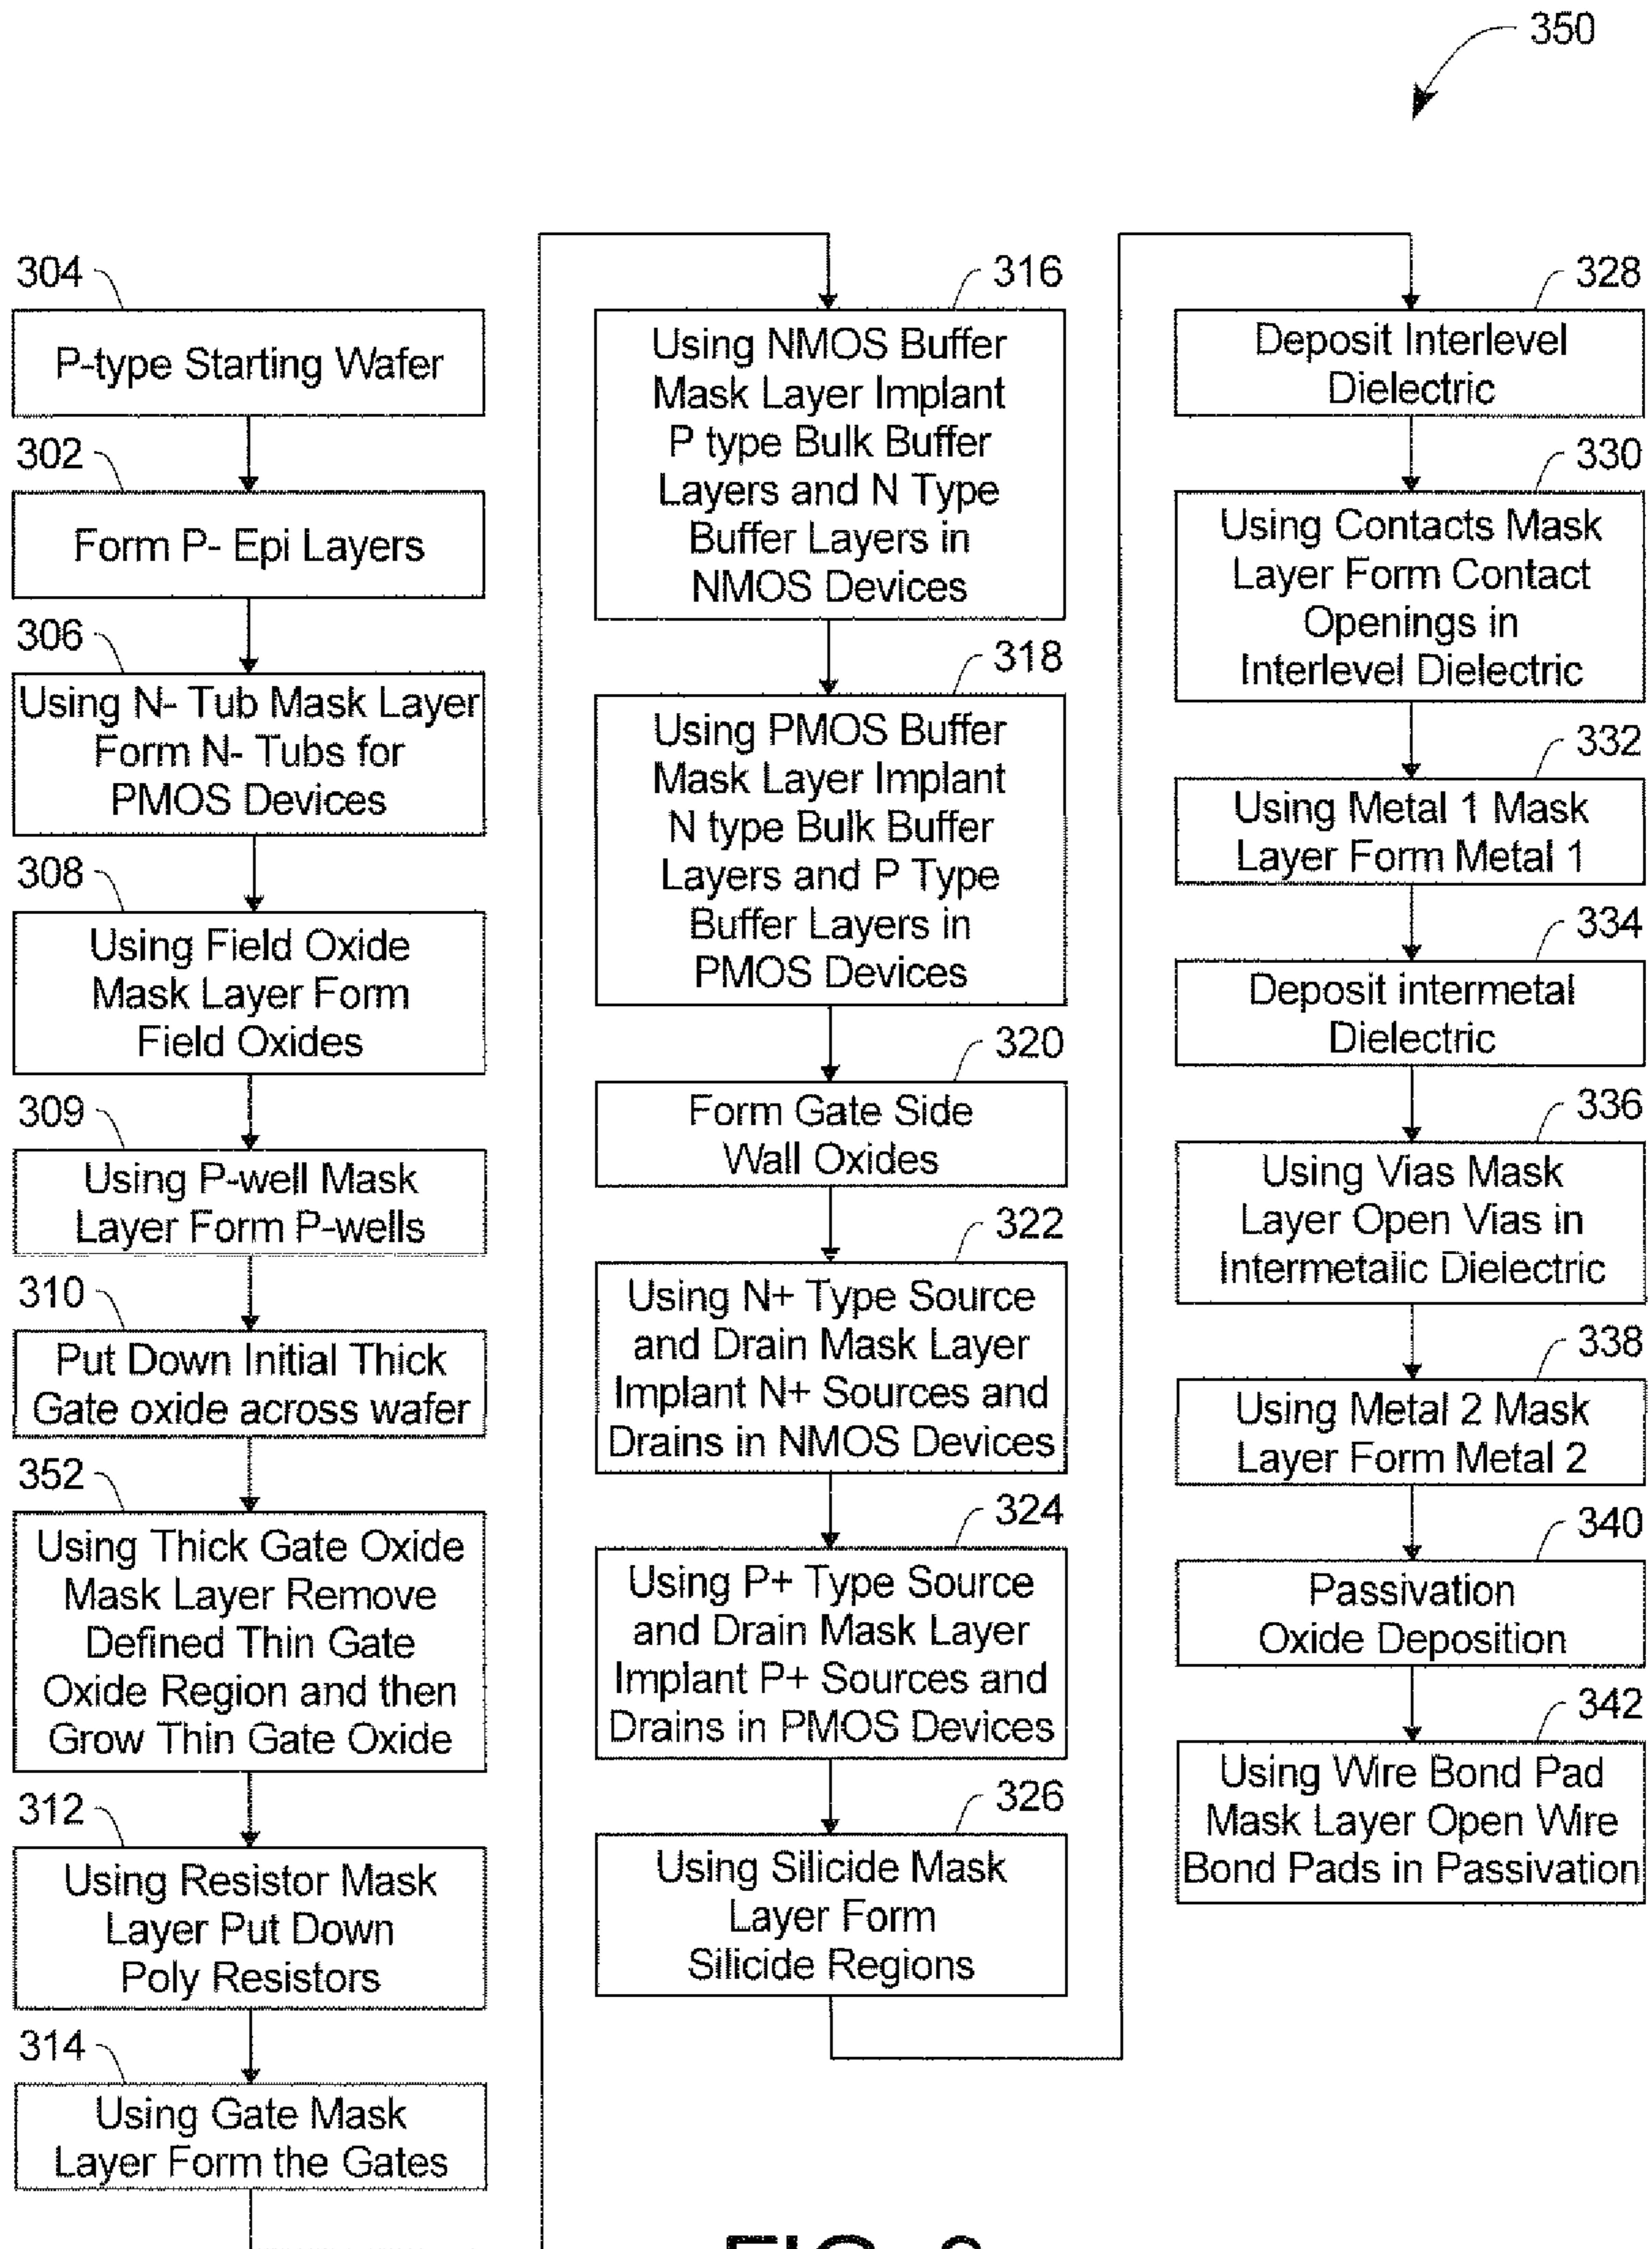 350
304
P-type Starting Wafer
302
Form P- Epi Layers
306
Using N- Tub Mask Layer
Form N- Tubs for
PMOS Devices
308
Using Field Oxide
Mask Layer Form
Field Oxides
309
Using P-well Mask
Layer Form P-wells
310
Put Down Initial Thick
Gate oxide across wafer
352
Using Thick Gate Oxide
Mask Layer Remove
Defined Thin Gate
Oxide Region and then
Grow Thin Gate Oxide
312
Using Resistor Mask
Layer Put Down
Poly Resistors
314
Using Gate Mask
Layer Form the Gates
316
Using NMOS Buffer
Mask Layer Implant
P type Bulk Buffer
Layers and N Type
Buffer Layers in
NMOS Devices
318
Using PMOS Buffer
Mask Layer Implant
N type Bulk Buffer
Layers and P Type
Buffer Layers in
PMOS Devices
320
Form Gate Side
Wall Oxides
322
Using N+ Type Source
and Drain Mask Layer
Implant N+ Sources and
Drains in NMOS Devices
324
Using P+ Type Source
and Drain Mask Layer
Implant P+ Sources and
Drains in PMOS Devices
326
Using Silicide Mask
Layer Form
Silicide Regions
328
Deposit Interlevel
Dielectric
330
Using Contacts Mask
Layer Form Contact
Openings in
Interlevel Dielectric
332
Using Metal 1 Mask
Layer Form Metal 1
334
Deposit intermetal
Dielectric
336
Using Vias Mask
Layer Open Vias in
Intermetalic Dielectric
338
Using Metal 2 Mask
Layer Form Metal 2
340
Passivation
Oxide Deposition
342
Using Wire Bond Pad
Mask Layer Open Wire
Bond Pads in Passivation